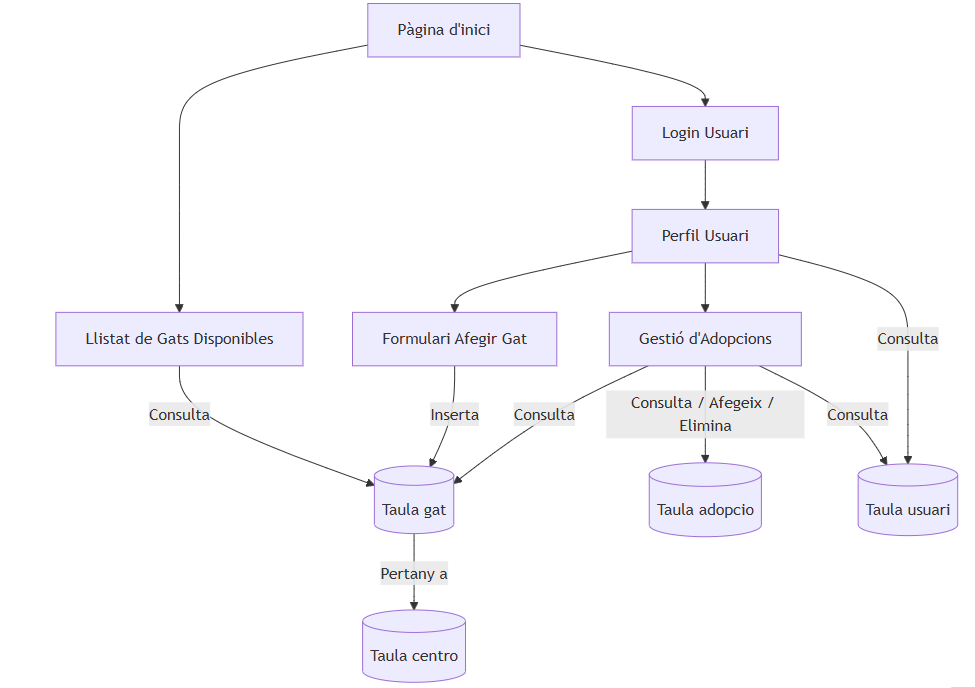 Pàgina d'inici
Login Usuari
Perfil Usuari
Llistat de Gats Disponibles
Formulari Afegir Gat
Gestió d'Adopcions
Consulta
Consulta
Inserta
Consulta
Consulta / Afegeix /
Elimina
Consulta
Taula gat
Taula adopcio
Taula usuari
Pertany a
Taula centro